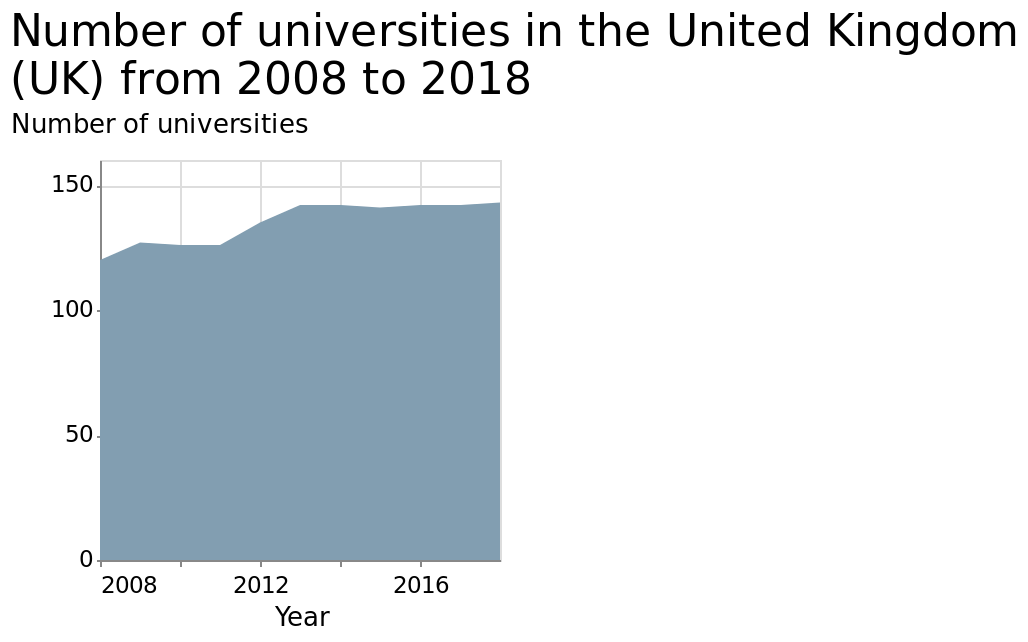 Number of universities in the United Kingdom
(UK) from 2008 to 2018
Number of universities
150
100
50
0
2008 2012 2016
Year